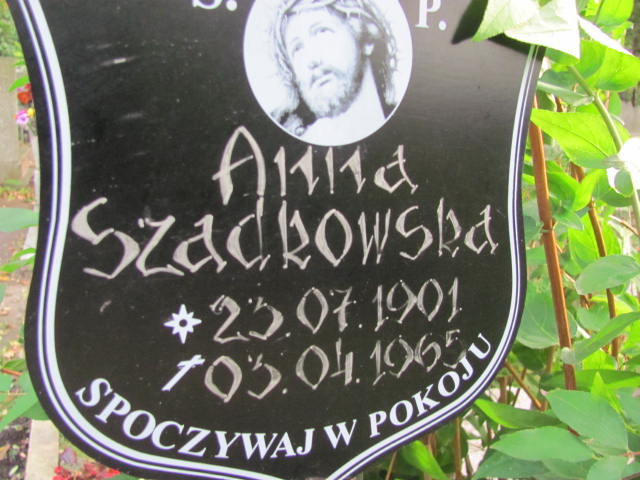 Ś. P.
Anna
Szadkowska
23.07.1901
03.04.1965
SPOCZYWAJ W POKOJU